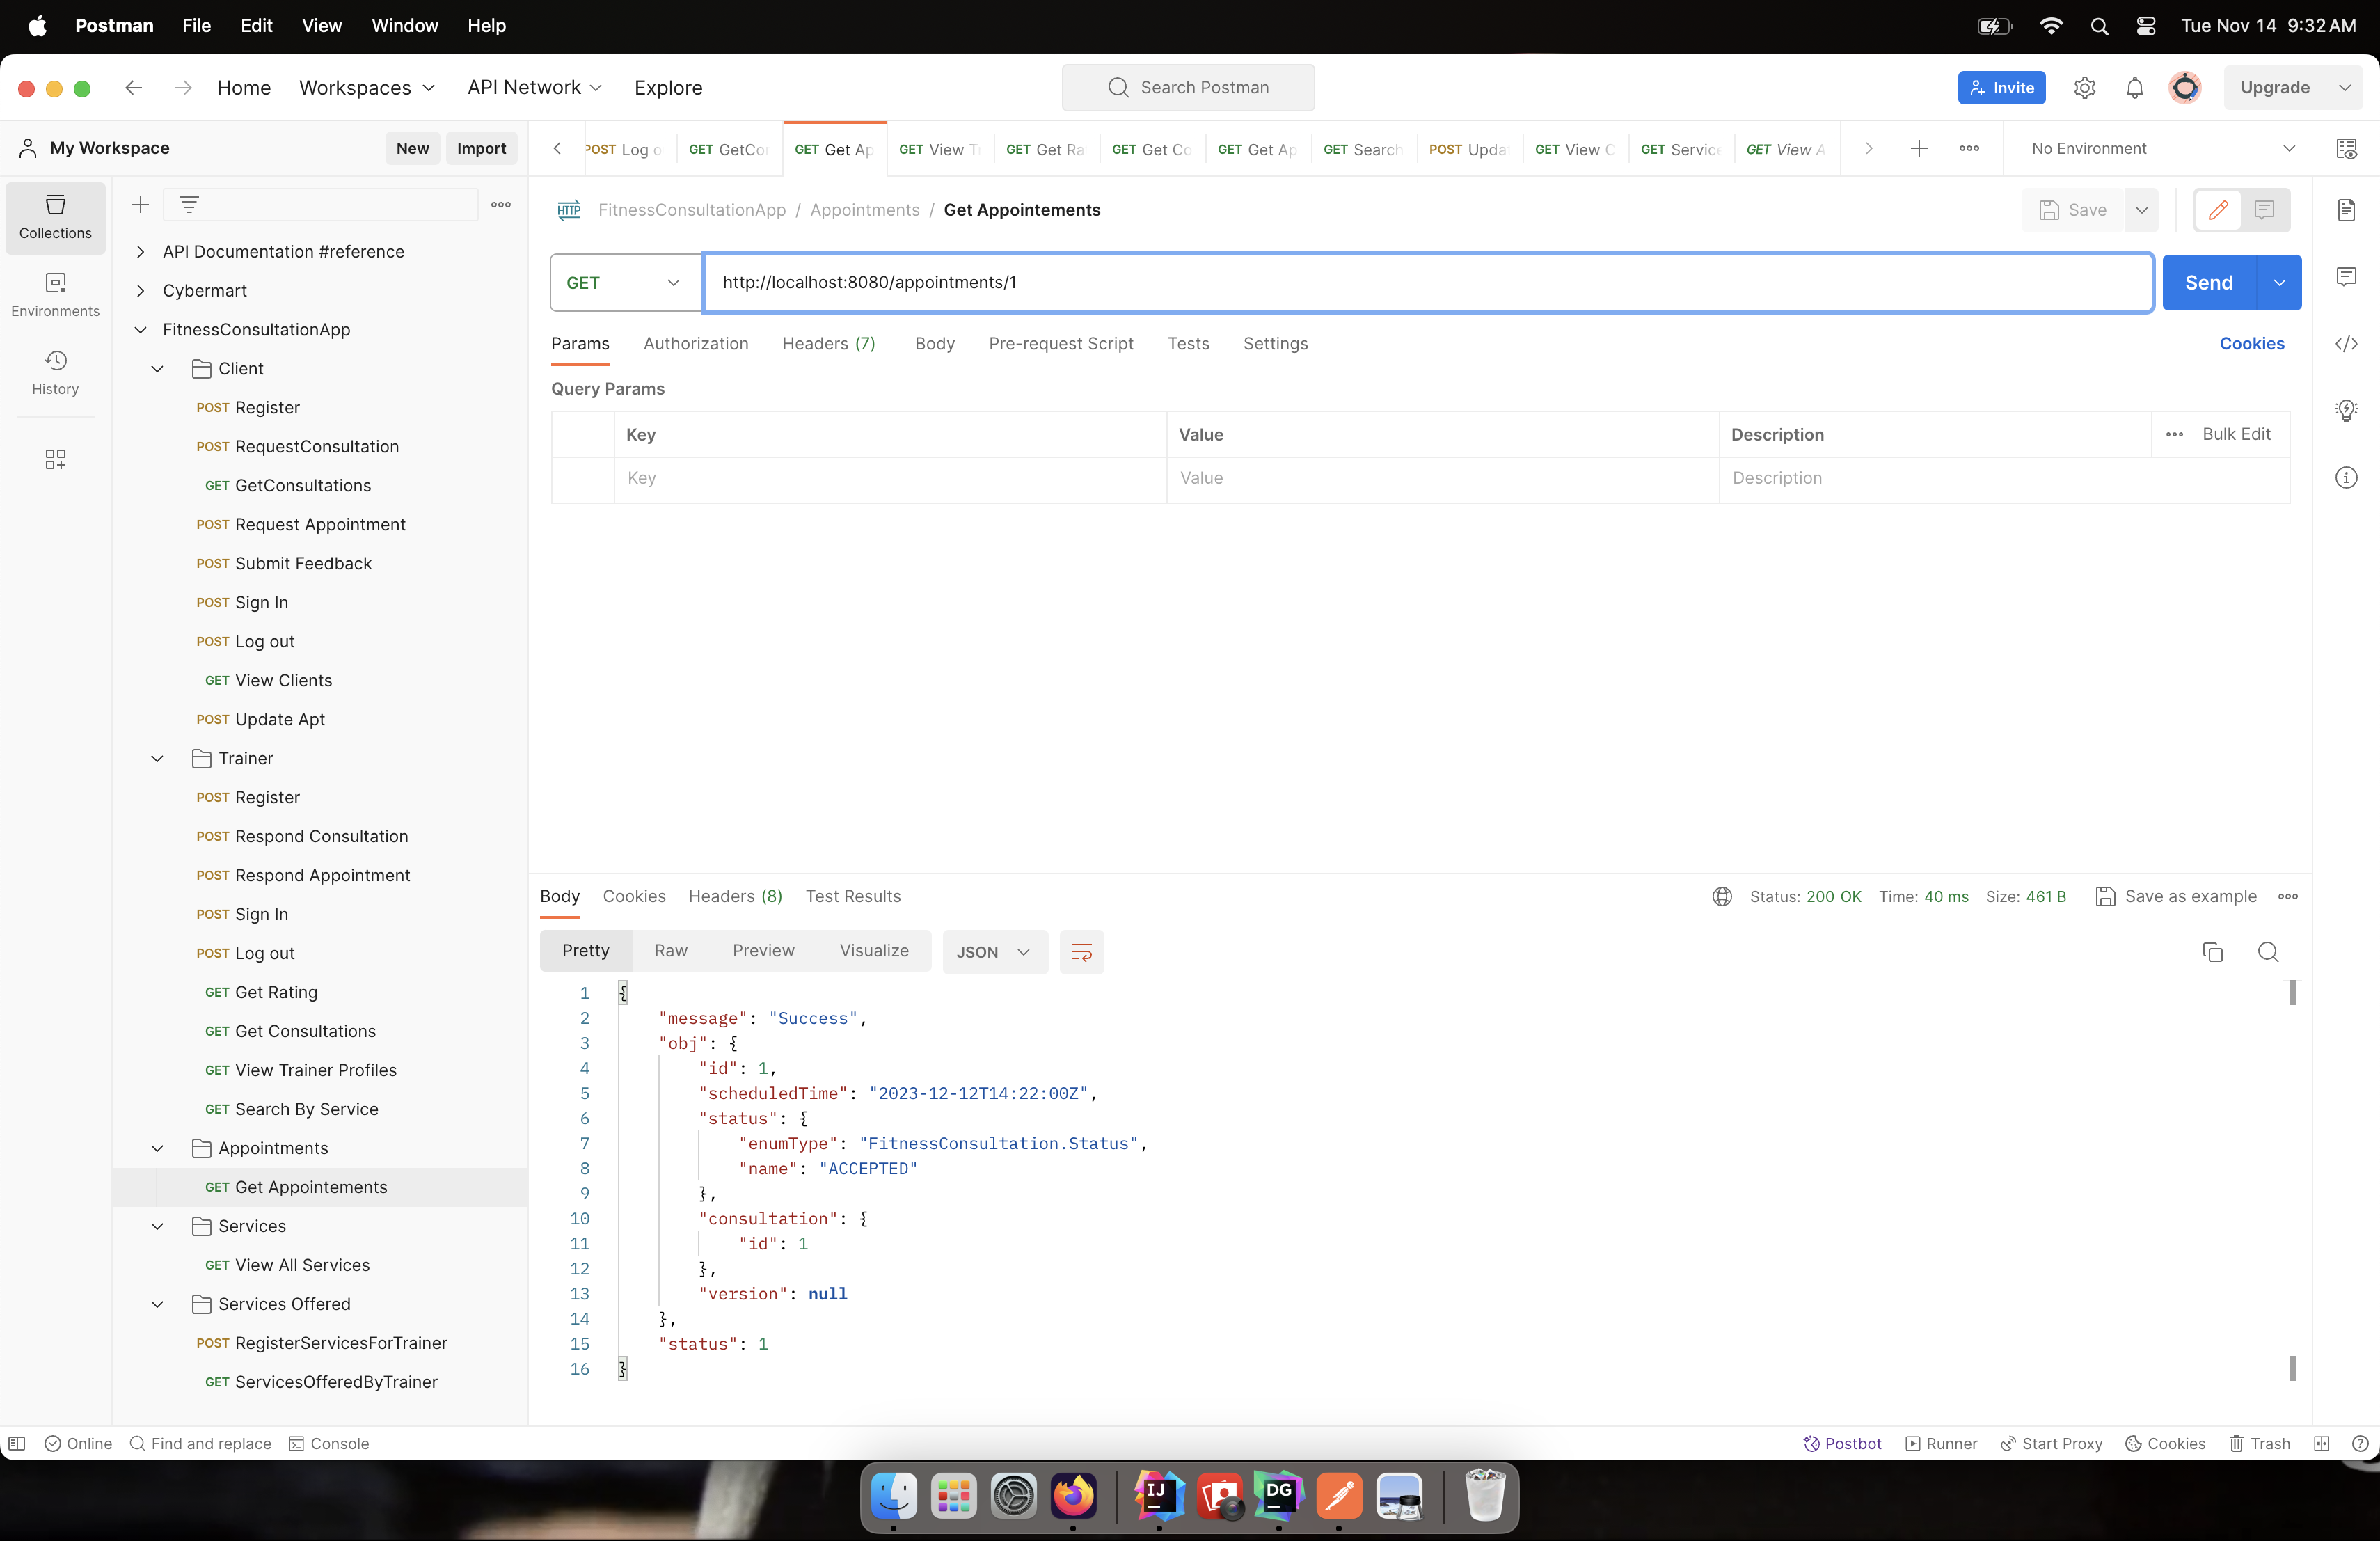 Postman File Edit View Window Help Tue Nov 14 9:32 AM
Home Workspaces API Network Explore Search Postman Invite Upgrade
My Workspace New Import POST Log o GET GetCo GET Get Ap GET View T GET Get Ra GET Get Co GET Get Ap GET Search POST Upda GET View C GET Servic GET View A No Environment
Collections
Environments
History
API Documentation #reference
Cybermart
FitnessConsultationApp
Client
POST Register
POST RequestConsultation
GET GetConsultations
POST Request Appointment
POST Submit Feedback
POST Sign In
POST Log out
GET View Clients
POST Update Apt
Trainer
POST Register
POST Respond Consultation
POST Respond Appointment
POST Sign In
POST Log out
GET Get Rating
GET Get Consultations
GET View Trainer Profiles
GET Search By Service
Appointments
GET Get Appointements
Services
GET View All Services
Services Offered
POST RegisterServicesForTrainer
GET ServicesOfferedByTrainer
HTTP FitnessConsultationApp / Appointments / Get Appointements Save
GET http://localhost:8080/appointments/1 Send
Params Authorization Headers (7) Body Pre-request Script Tests Settings Cookies
Query Params
Key Value Description Bulk Edit
Key Value Description
Body Cookies Headers (8) Test Results Status: 200 OK Time: 40 ms Size: 461 B Save as example
Pretty Raw Preview Visualize JSON
1 {
2 "message": "Success",
3 "obj": {
4 "id": 1,
5 "scheduledTime": "2023-12-12T14:22:00Z",
6 "status": {
7 "enumType": "FitnessConsultation.Status",
8 "name": "ACCEPTED"
9 },
10 "consultation": {
11 "id": 1
12 },
13 "version": null
14 },
15 "status": 1
16 }
Online Find and replace Console Postbot Runner Start Proxy Cookies Trash
IJ DG